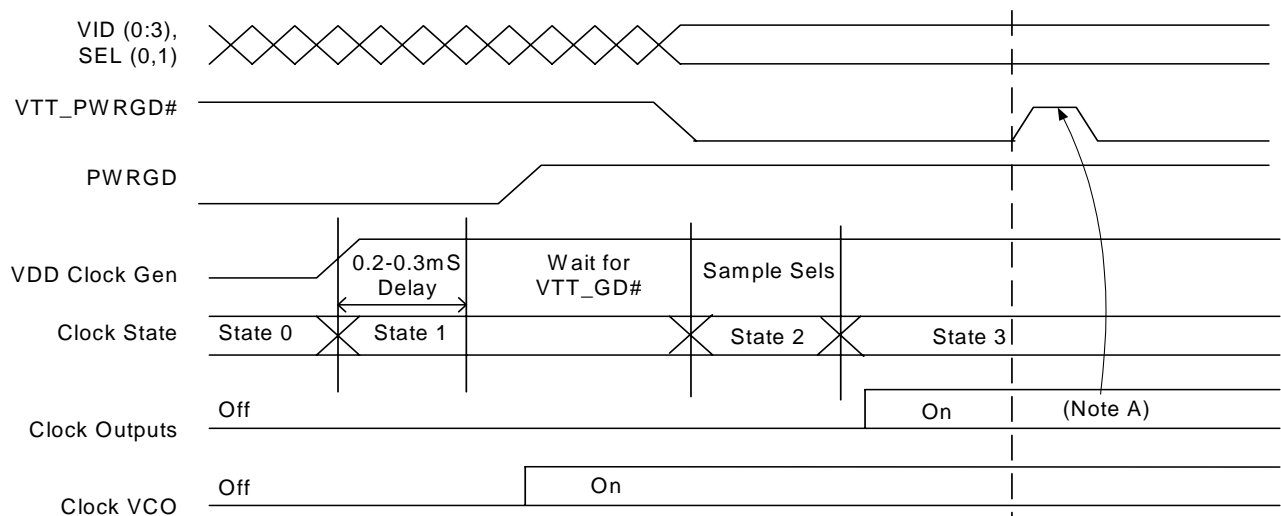 VID (0:3),
SEL (0,1)
VTT_PWRGD#
PWRGD
VDD Clock Gen
0.2-0.3mS
Delay
Wait for
VTT_GD#
Sample Sels
Clock State
State 0
State 1
State 2
State 3
Clock Outputs
Off
On
(Note A)
Clock VCO
Off
On